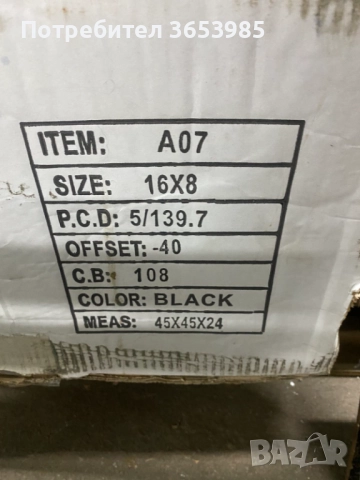 Потребител 3653985
ITEM: A07
SIZE: 16X8
P.C.D: 5/139.7
OFFSET: -40
C.B: 108
COLOR: BLACK
MEAS: 45X45X24
BAZAR